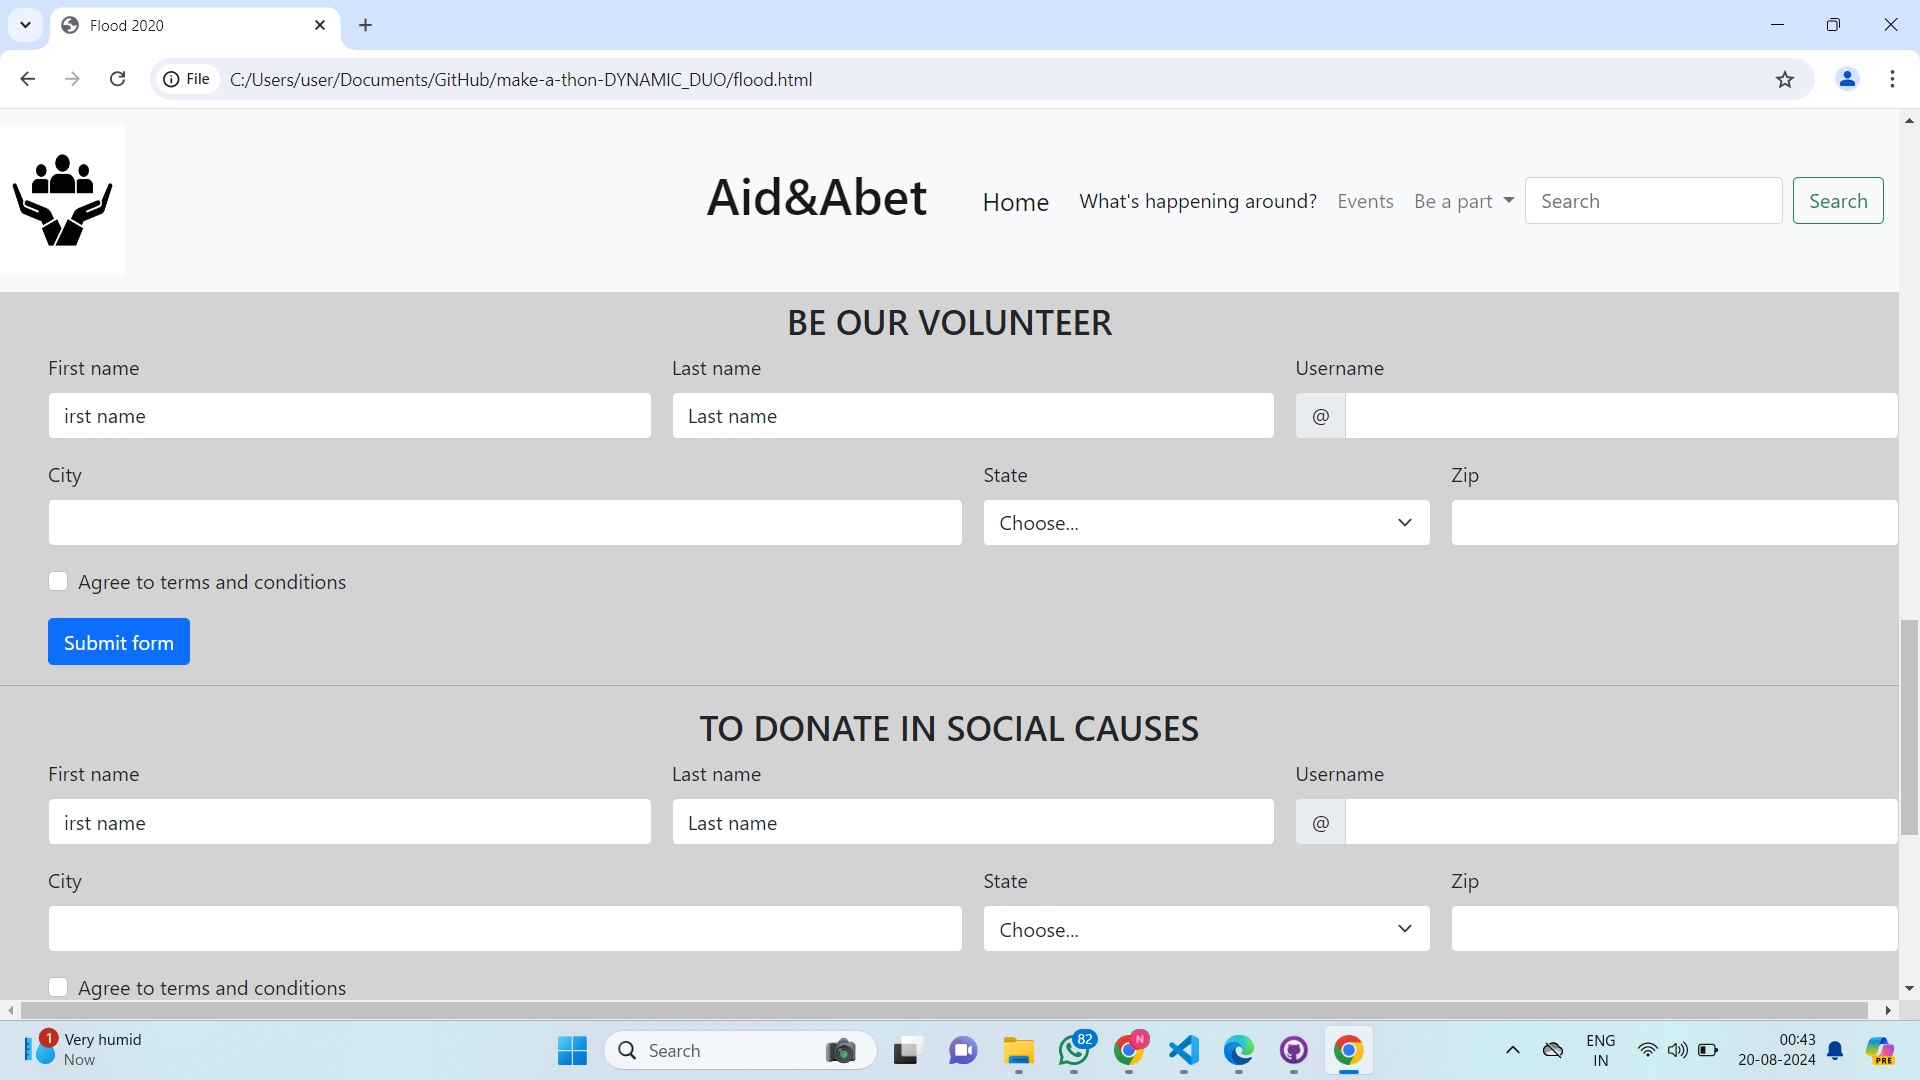 Flood 2020
File C:/Users/user/Documents/GitHub/make-a-thon-DYNAMIC_DUO/flood.html
Aid&Abet Home What's happening around? Events Be a part Search Search
BE OUR VOLUNTEER
First name Last name Username
irst name Last name @
City State Zip
Choose...
Agree to terms and conditions
Submit form
TO DONATE IN SOCIAL CAUSES
First name Last name Username
irst name Last name @
City State Zip
Choose...
Agree to terms and conditions
1 Very humid
Now
Search
82
N
ENG
IN
00:43
20-08-2024
PRE